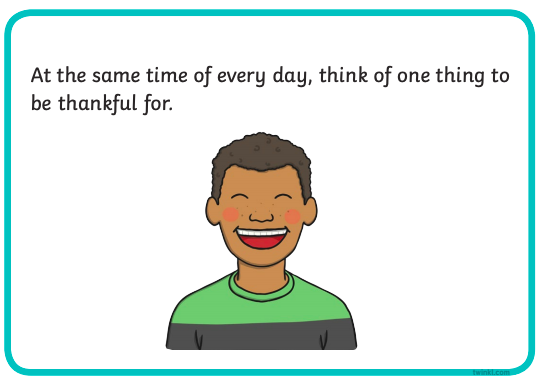 At the same time of every day, think of one thing to
be thankful for.
twinkl.com